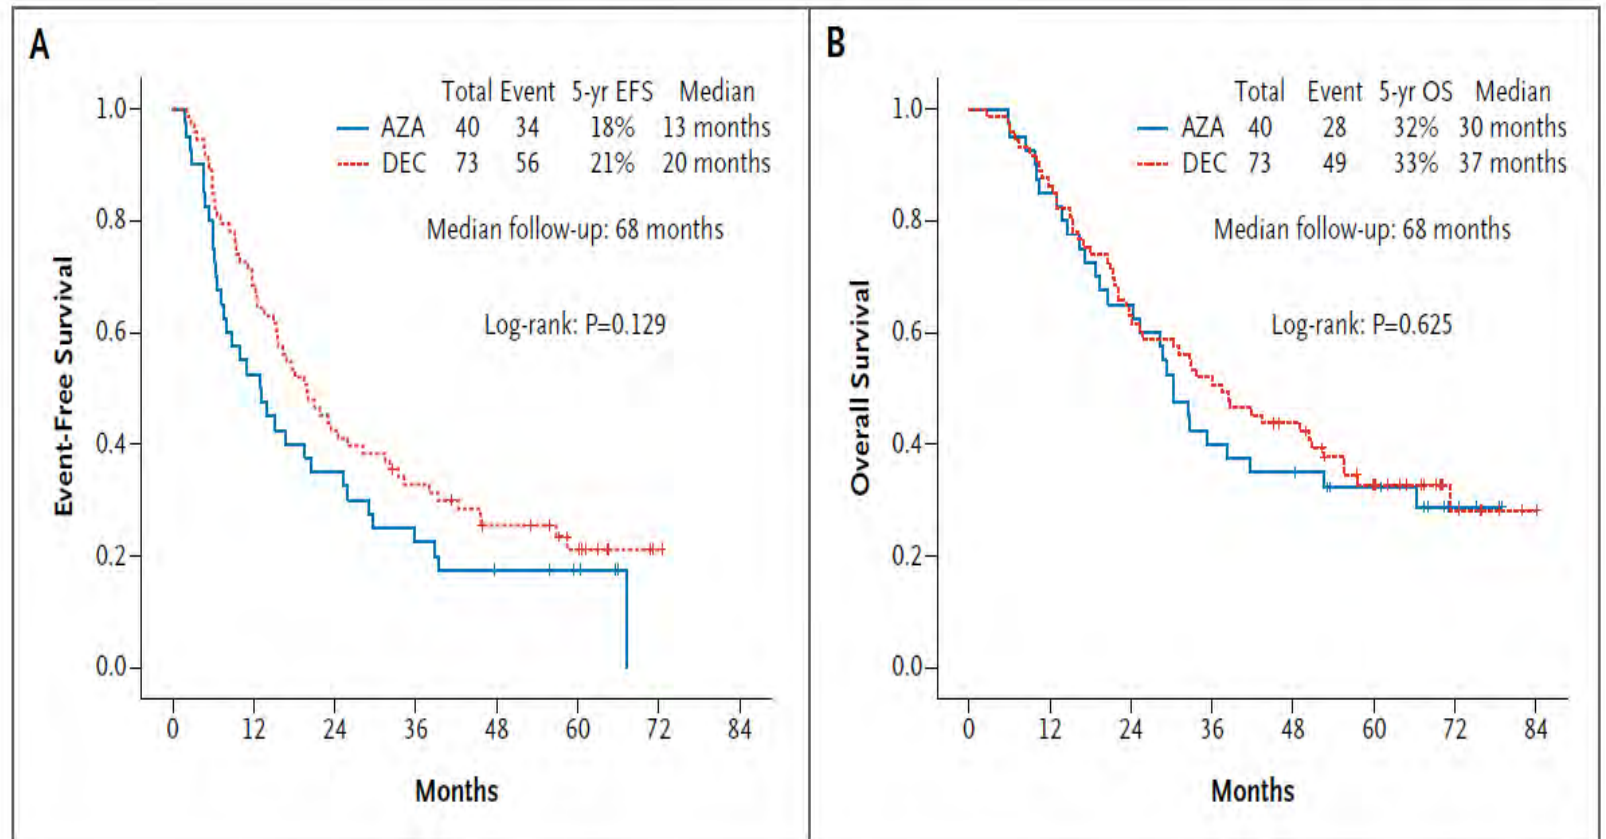 A
Total Event 5-yr EFS Median
AZA 40 34 18% 13 months
DEC 73 56 21% 20 months
Median follow-up: 68 months
Log-rank: P=0.129
Event-Free Survival
1.0
0.8
0.6
0.4
0.2
0.0
0 12 24 36 48 60 72 84
Months
B
Total Event 5-yr OS Median
AZA 40 28 32% 30 months
DEC 73 49 33% 37 months
Median follow-up: 68 months
Log-rank: P=0.625
Overall Survival
1.0
0.8
0.6
0.4
0.2
0.0
0 12 24 36 48 60 72 84
Months